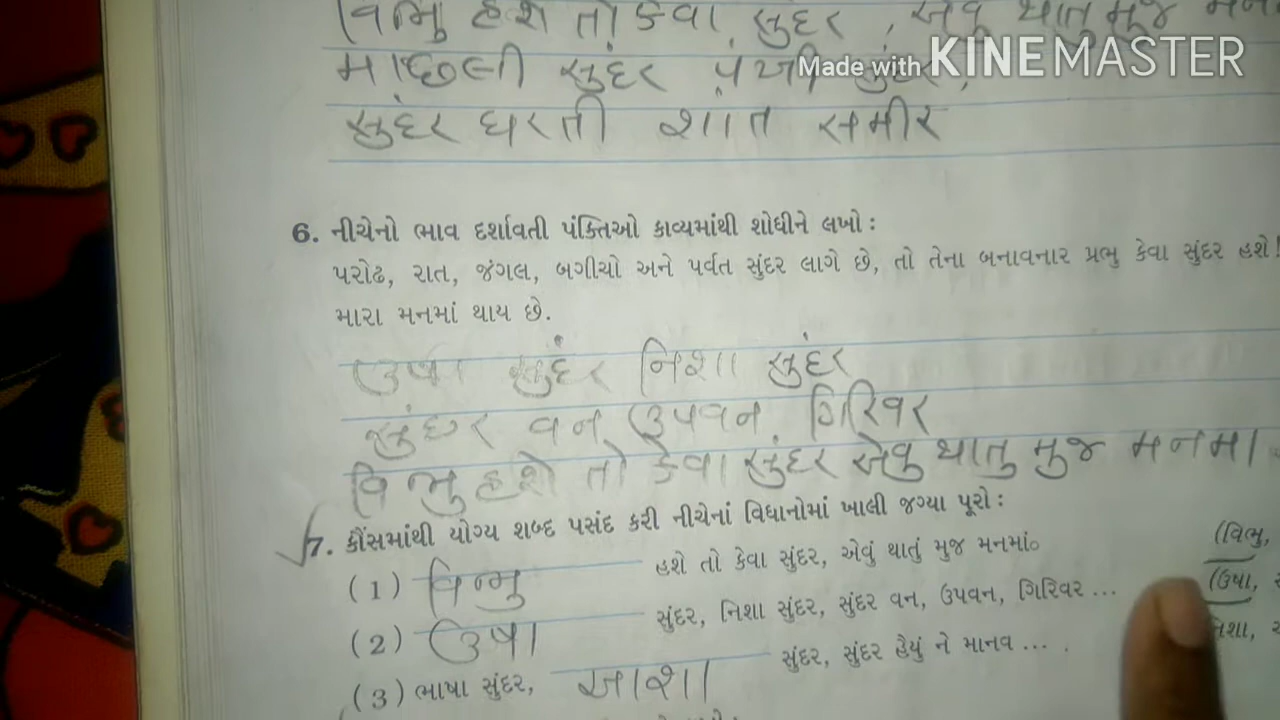 વિભુ હશે તો કેવા સુંદર, એવુ થાતુ મુજ
માછલી સુંદર પંખી સુંદર,
Made with KINEMASTER
સુંદર ધરતી શાંત સમીર
6. નીચેનો ભાવ દર્શાવતી પંક્તિઓ કાવ્યમાંથી શોધીને લખો :
પરોઢ, રાત, જંગલ, બગીચો અને પર્વત સુંદર લાગે છે, તો તેના બનાવનાર પ્રભુ કેવા સુંદર હશે!
મારા મનમાં થાય છે.
ઉષા સુંદર નિશા સુંદર
સુંદર વન ઉપવન ગિરિવર
વિભુ હશે તો કેવા સુંદર એવુ થાતુ મુજ મનમા
7. કૌંસમાંથી યોગ્ય શબ્દ પસંદ કરી નીચેનાં વિધાનોમાં ખાલી જગ્યા પૂરો :
(1) વિભુ હશે તો કેવા સુંદર, એવું થાતું મુજ મનમાં. (વિભુ,
(2) ઉષા સુંદર, નિશા સુંદર, સુંદર વન, ઉપવન, ગિરિવર ... (ઉષા,
(3) ભાષા સુંદર, આશા સુંદર, સુંદર હૈયું ને માનવ ....